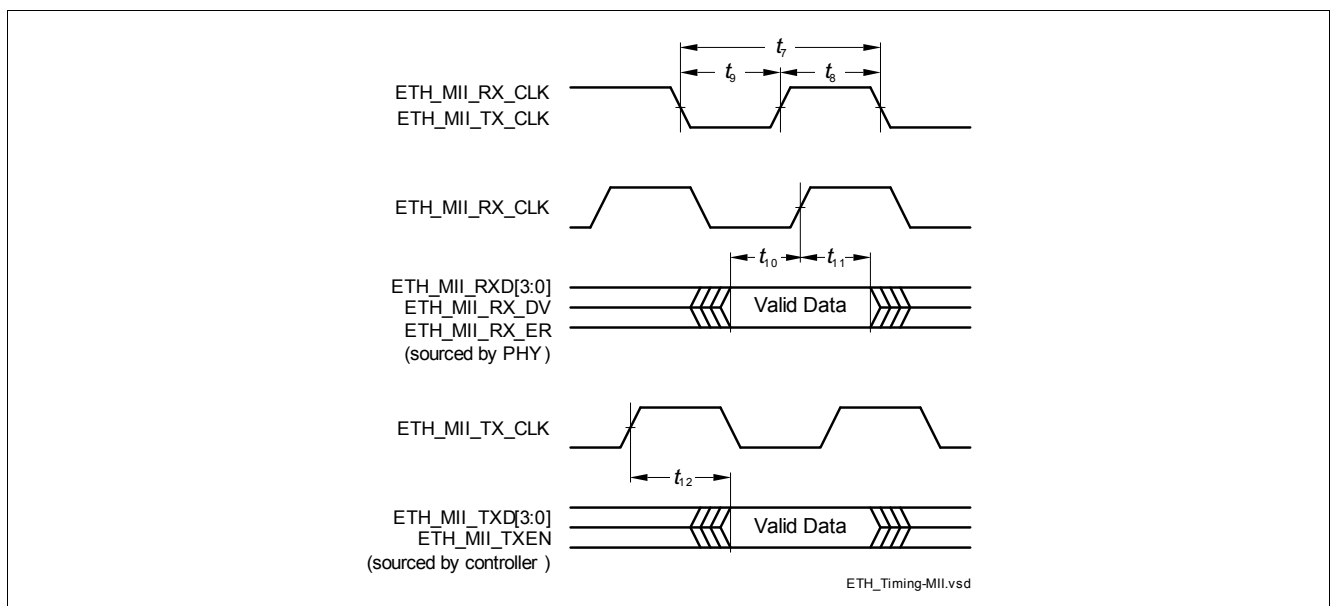 t7
t9
t8
ETH_MII_RX_CLK
ETH_MII_TX_CLK
ETH_MII_RX_CLK
t10
t11
ETH_MII_RXD[3:0]
ETH_MII_RX_DV
Valid Data
ETH_MII_RX_ER
(sourced by PHY )
ETH_MII_TX_CLK
t12
ETH_MII_TXD[3:0]
Valid Data
ETH_MII_TXEN
(sourced by controller )
ETH_Timing-MII.vsd